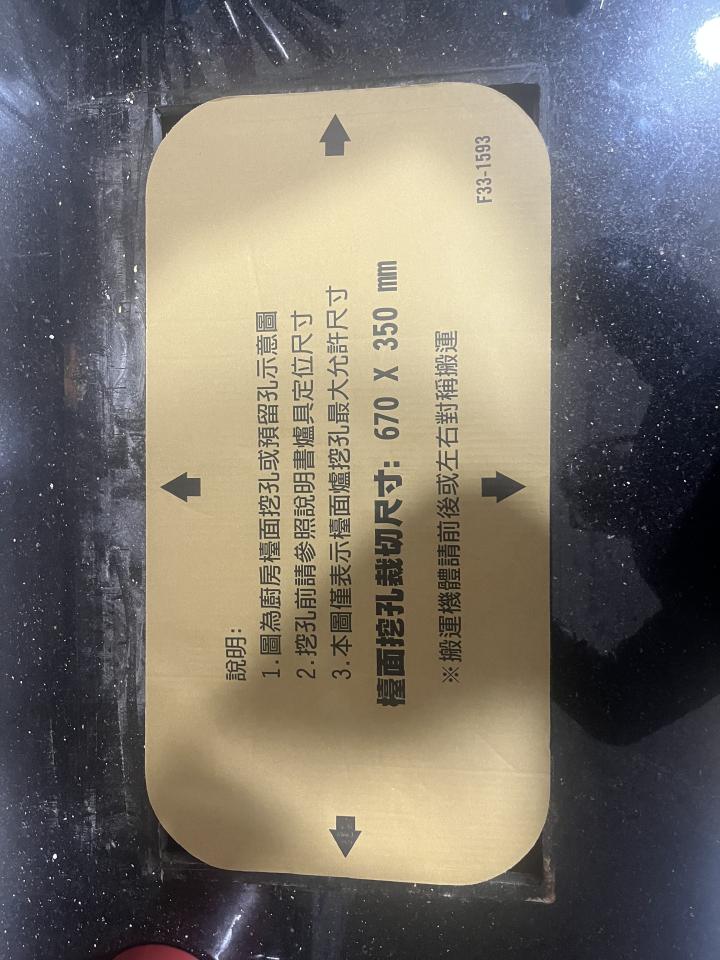 說明:
1.圖為廚房檯面挖孔或預留孔示意圖
2.挖孔前請參照說明書爐具定位尺寸
3.本圖僅表示檯面爐挖孔最大允許尺寸
檯面挖孔裁切尺寸: 670 X 350 mm
※搬運機體請前後或左右對稱搬運
F33-1593